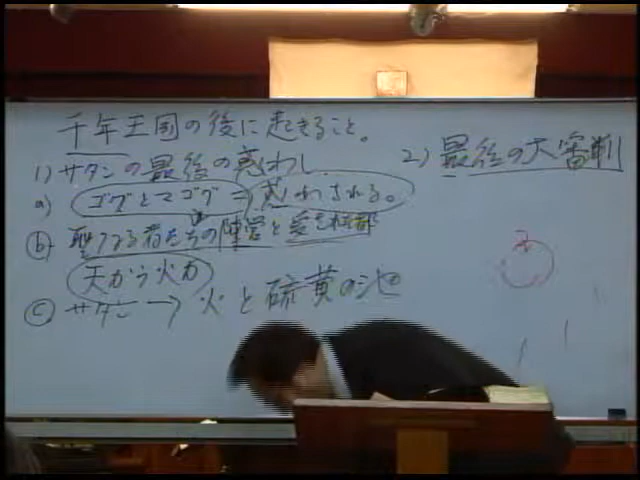 千年王国の後に起きること。
1) サタンの最後の惑わし
a) ゴグとマゴグ = 惑わされる。
b) 聖なる者たちの陣営と愛された都
天から火が
c) サタン → 火と硫黄の池
2) 最後の大審判